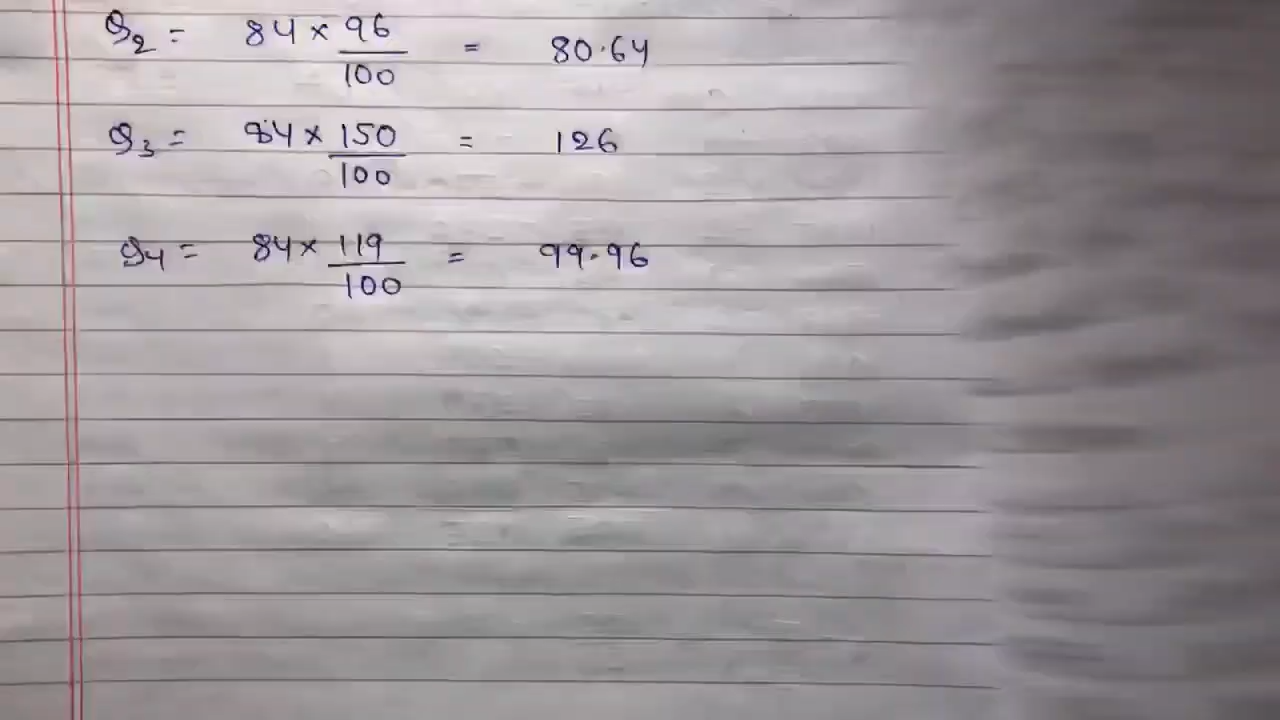 Q₂ = 84 × 96/100 = 80.64
Q₃ = 84 × 150/100 = 126
Q₄ = 84 × 119/100 = 99.96